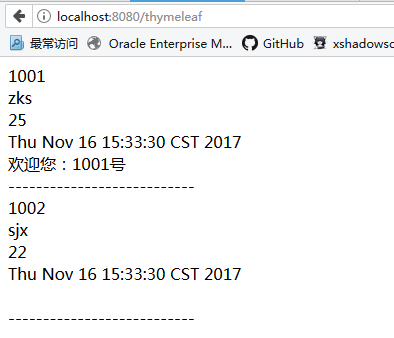 localhost:8080/thymeleaf
最常访问 Oracle Enterprise M... GitHub xshadowso
1001
zks
25
Thu Nov 16 15:33:30 CST 2017
欢迎您：1001号
---------------------------
1002
sjx
22
Thu Nov 16 15:33:30 CST 2017
---------------------------